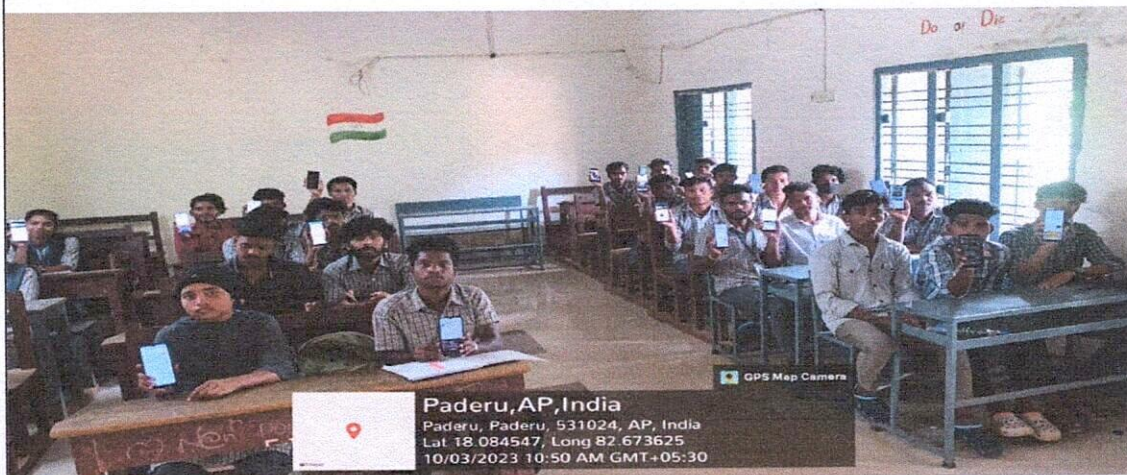 Do or Die
GPS Map Camera
Paderu,AP,India
Paderu, Paderu, 531024, AP, India
Lat 18.084547, Long 82.673625
10/03/2023 10:50 AM GMT+05:30